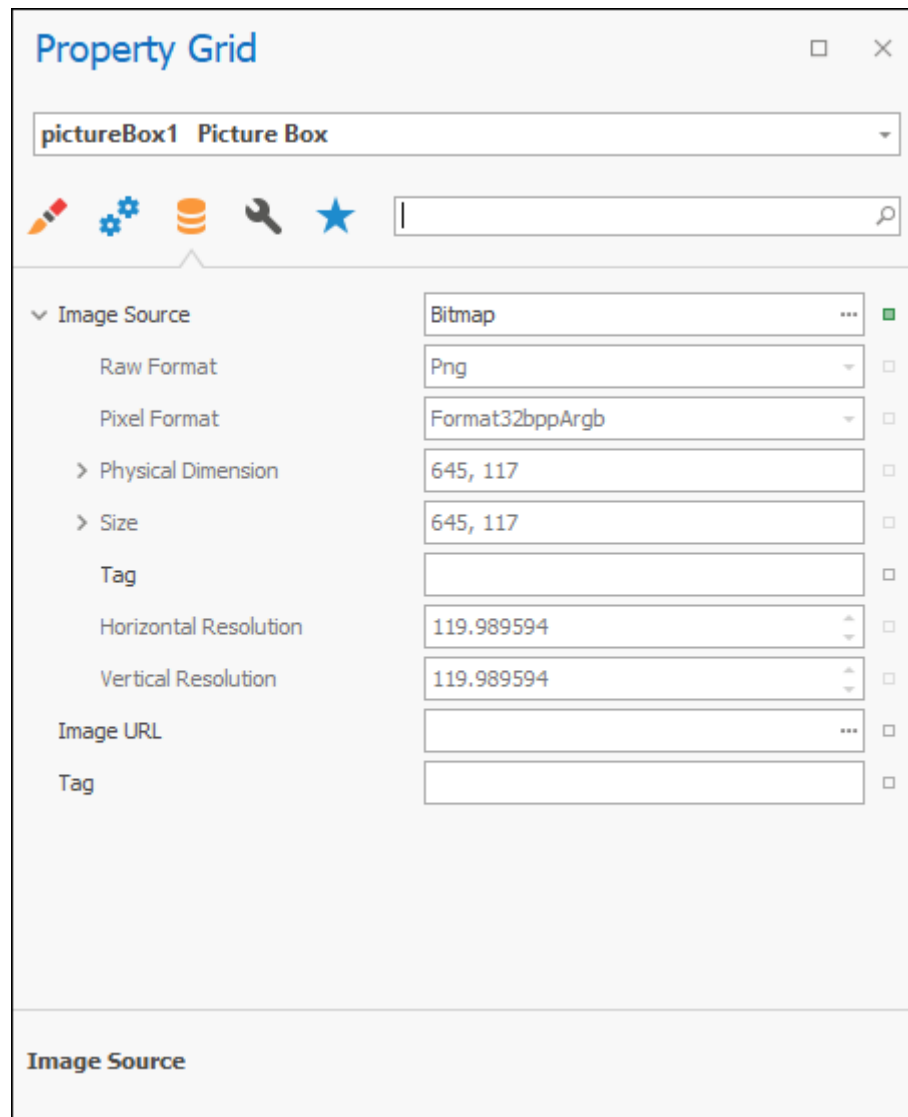 Property Grid
pictureBox1 Picture Box
Image Source Bitmap
Raw Format Png
Pixel Format Format32bppArgb
Physical Dimension 645, 117
Size 645, 117
Tag
Horizontal Resolution 119.989594
Vertical Resolution 119.989594
Image URL
Tag
Image Source